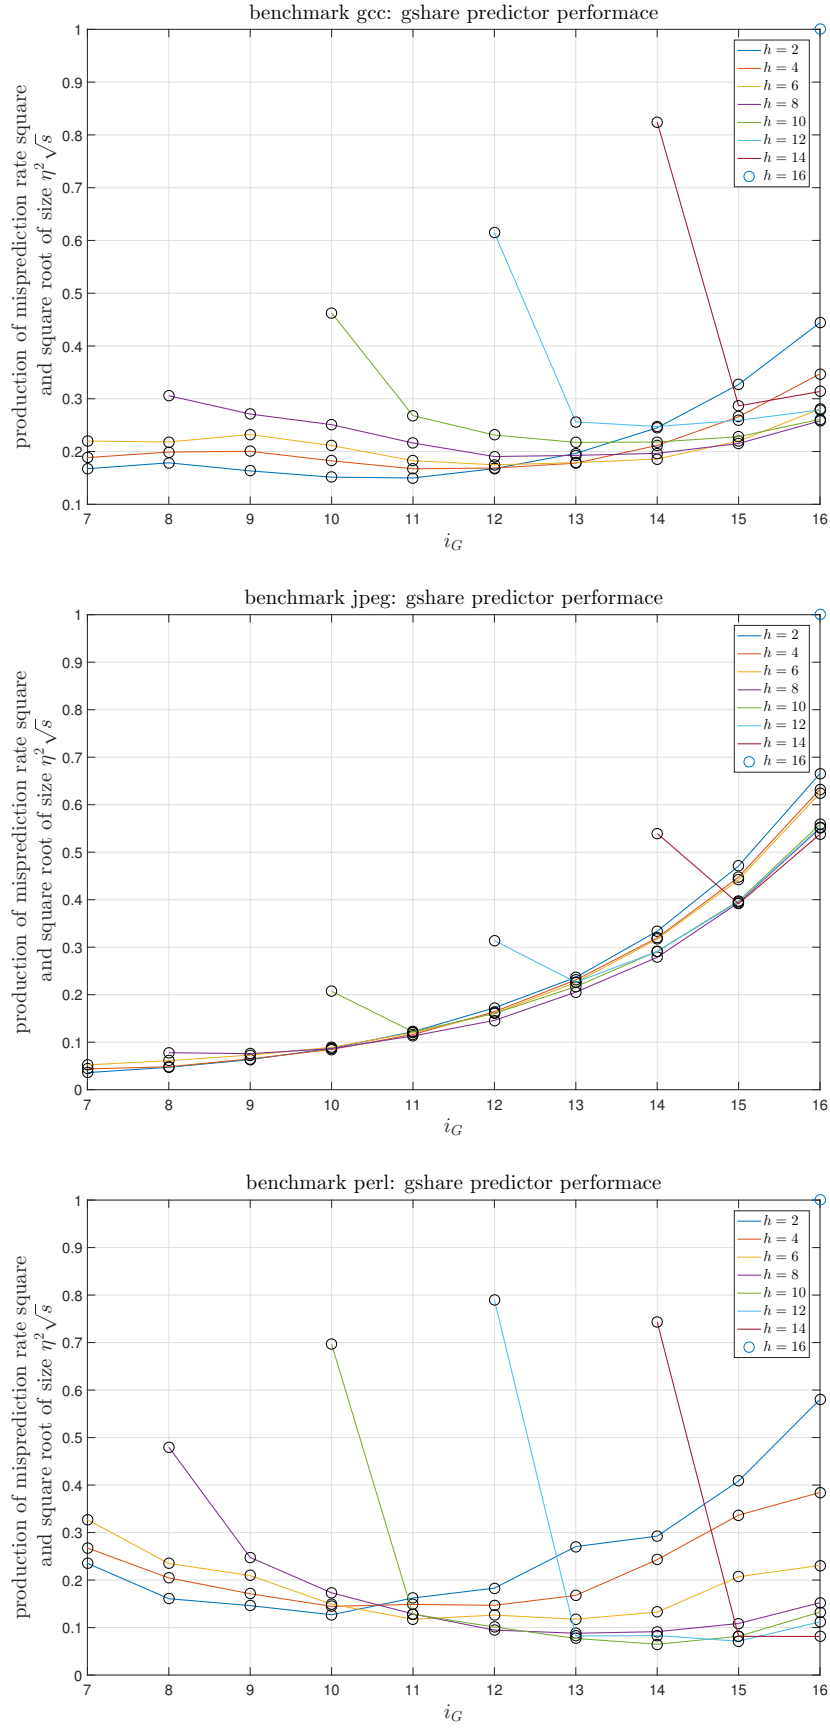 benchmark gcc: gshare predictor performace
production of misprediction rate square
and square root of size η²√s
1
0.9
0.8
0.7
0.6
0.5
0.4
0.3
0.2
0.1
h = 2
h = 4
h = 6
h = 8
h = 10
h = 12
h = 14
h = 16
7 8 9 10 11 12 13 14 15 16
i_G
benchmark jpeg: gshare predictor performace
production of misprediction rate square
and square root of size η²√s
1
0.9
0.8
0.7
0.6
0.5
0.4
0.3
0.2
0.1
0
h = 2
h = 4
h = 6
h = 8
h = 10
h = 12
h = 14
h = 16
7 8 9 10 11 12 13 14 15 16
i_G
benchmark perl: gshare predictor performace
production of misprediction rate square
and square root of size η²√s
1
0.9
0.8
0.7
0.6
0.5
0.4
0.3
0.2
0.1
0
h = 2
h = 4
h = 6
h = 8
h = 10
h = 12
h = 14
h = 16
7 8 9 10 11 12 13 14 15 16
i_G